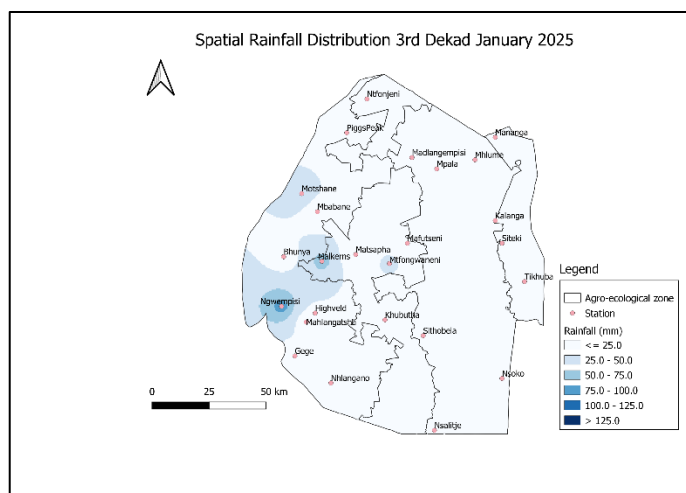 Spatial Rainfall Distribution 3rd Dekad January 2025
Ntfonjeni
PiggsPeak
Mananga
Madlangempisi
Mhlume
Mpala
Motshane
Mbabane
Kalanga
Mafutseni
Siteki
Bhunya
Malkerns
Matsapha
Mtfongwaneni
Tikhuba
Ngwempisi
Highveld
Mahlangatsha
Khubutha
Sithobela
Gege
Nhlangano
Nsoko
Nsalitje
0 25 50 km
Legend
Agro-ecological zone
Station
Rainfall (mm)
<= 25.0
25.0 - 50.0
50.0 - 75.0
75.0 - 100.0
100.0 - 125.0
> 125.0